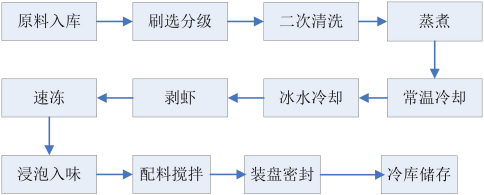 原料入库
刷选分级
二次清洗
蒸煮
常温冷却
冰水冷却
剥虾
速冻
浸泡入味
配料搅拌
装盘密封
冷库储存